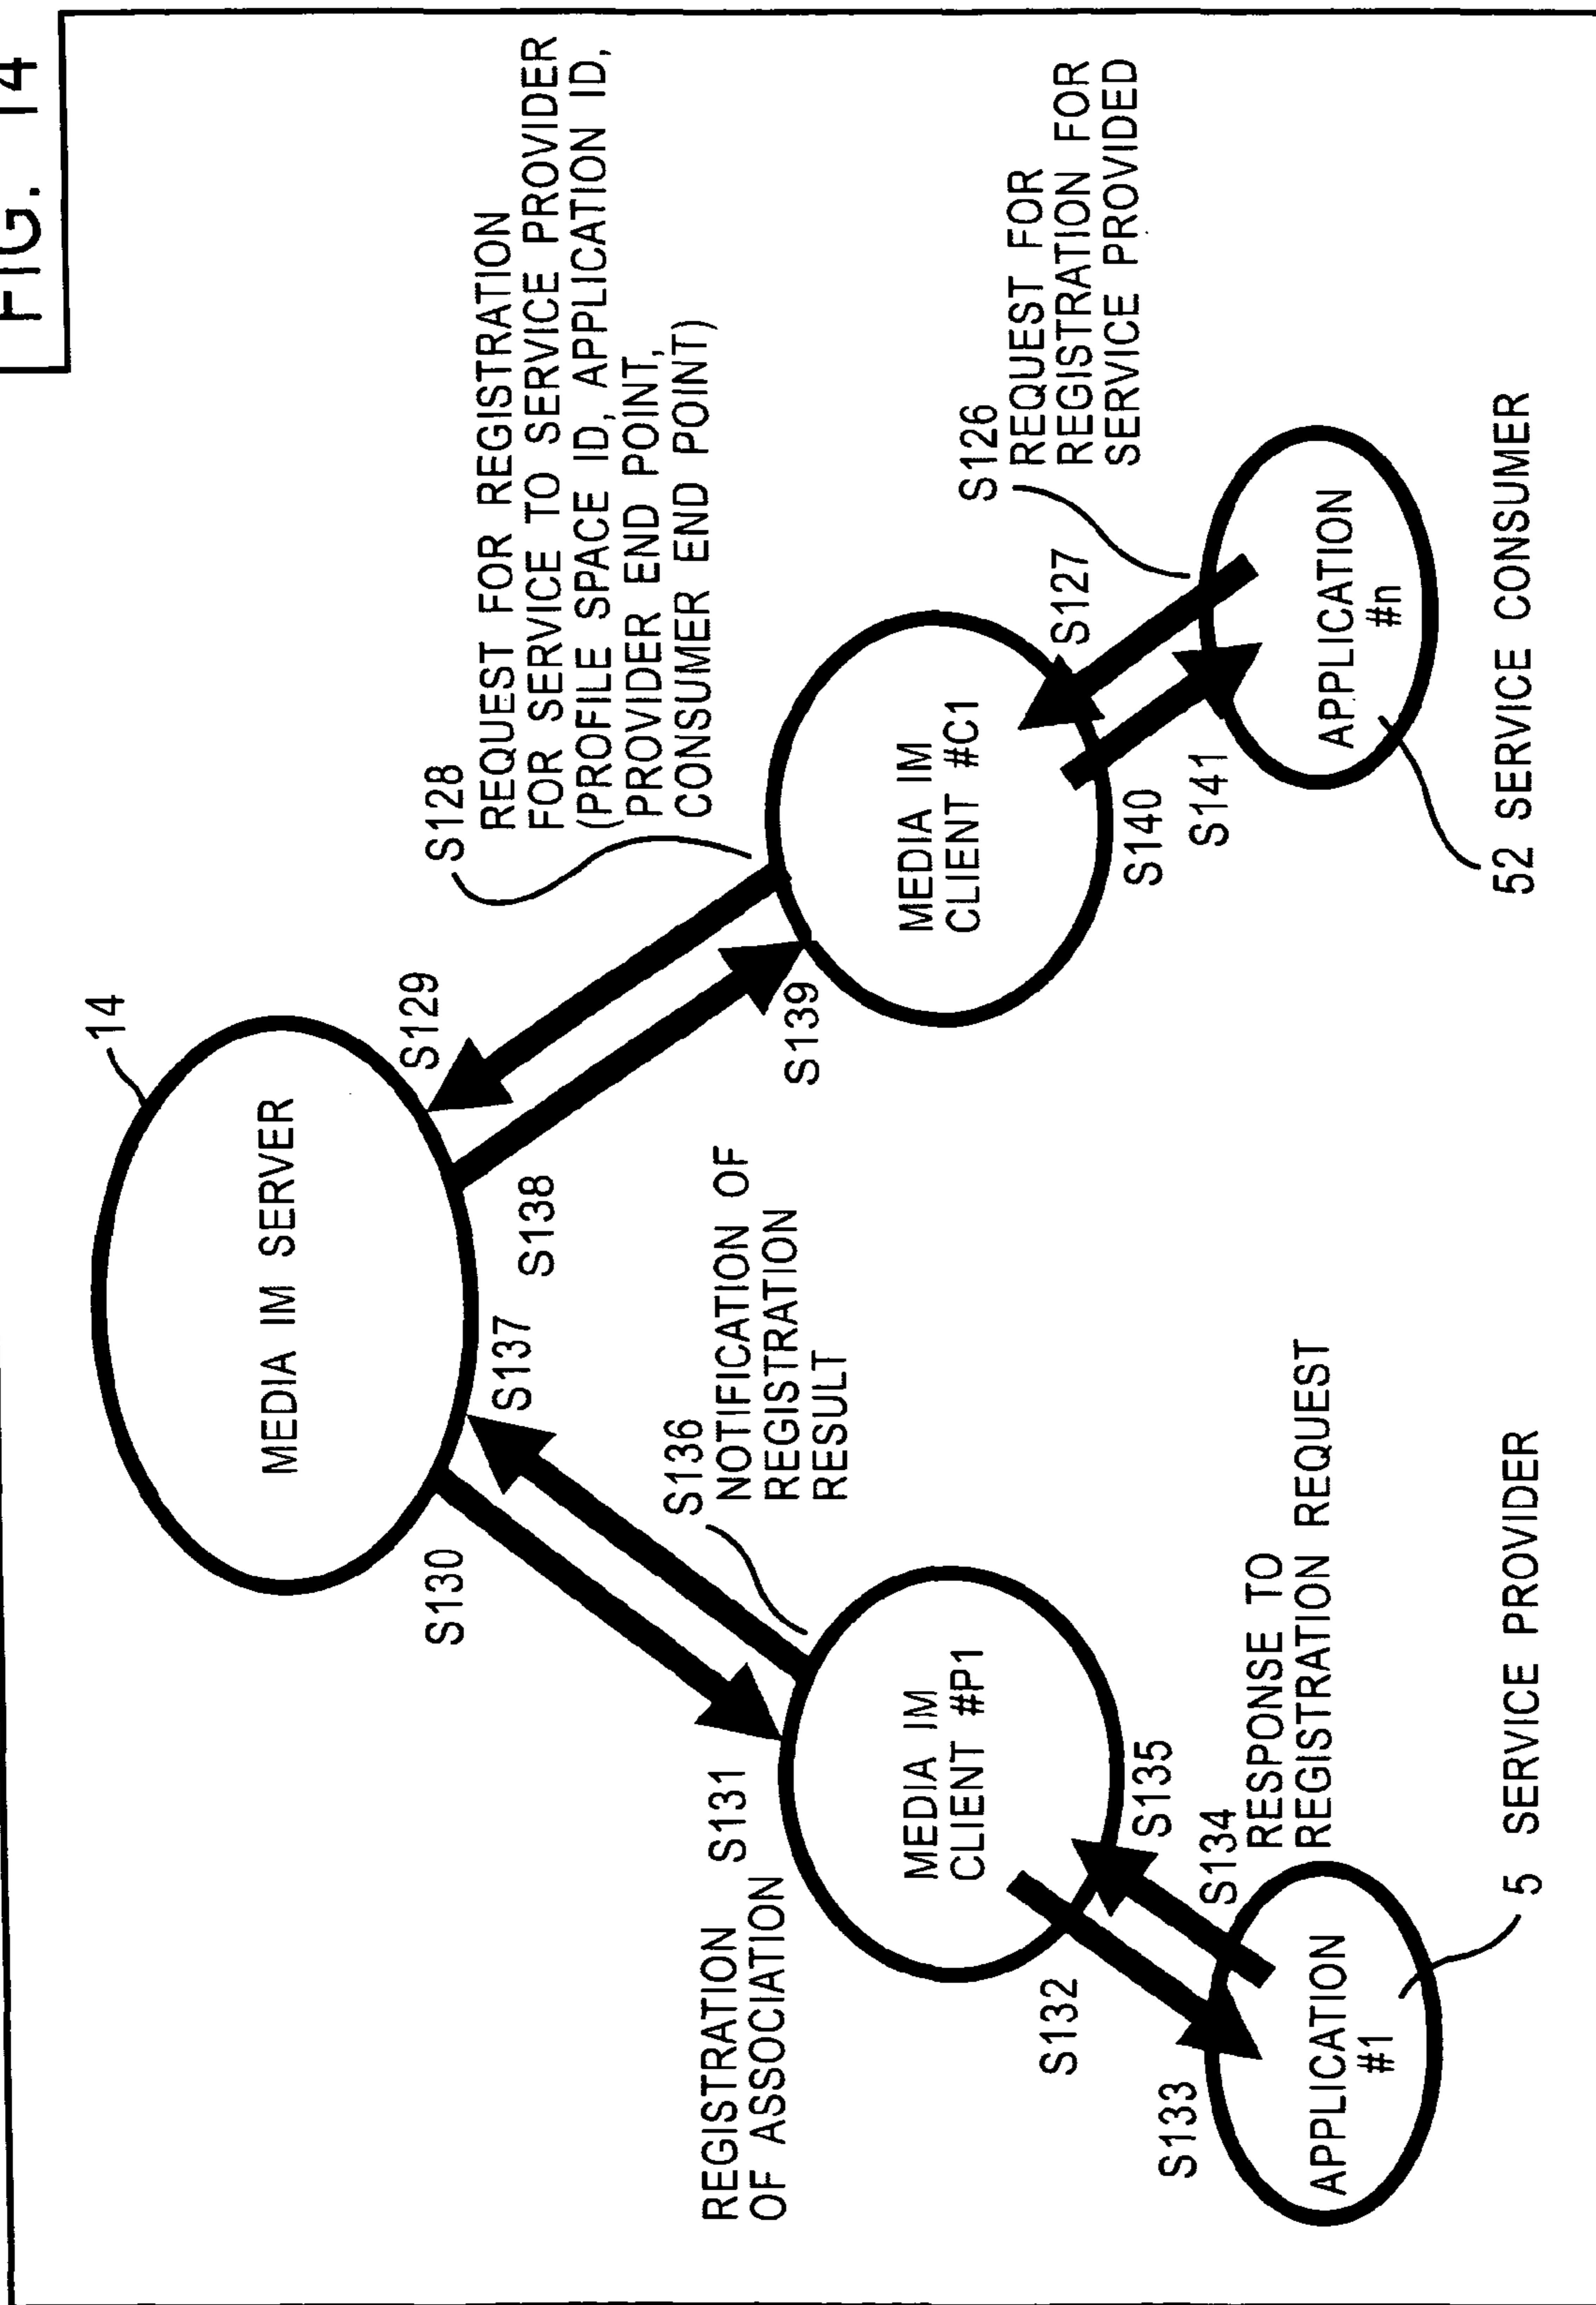 FIG. 14
14
MEDIA IM SERVER
S128
REQUEST FOR REGISTRATION
FOR SERVICE TO SERVICE PROVIDER
(PROFILE SPACE ID, APPLICATION ID,
PROVIDER END POINT,
CONSUMER END POINT)
S129
S130
S137
S138
S136
NOTIFICATION OF
REGISTRATION
RESULT
S139
REGISTRATION
OF ASSOCIATION
S131
MEDIA IM
CLIENT #P1
MEDIA IM
CLIENT #C1
S126
REQUEST FOR
REGISTRATION FOR
SERVICE PROVIDED
S127
S132
S135
S140
S133
S134
RESPONSE TO
REGISTRATION REQUEST
S141
APPLICATION
#1
APPLICATION
#n
5 SERVICE PROVIDER
52 SERVICE CONSUMER